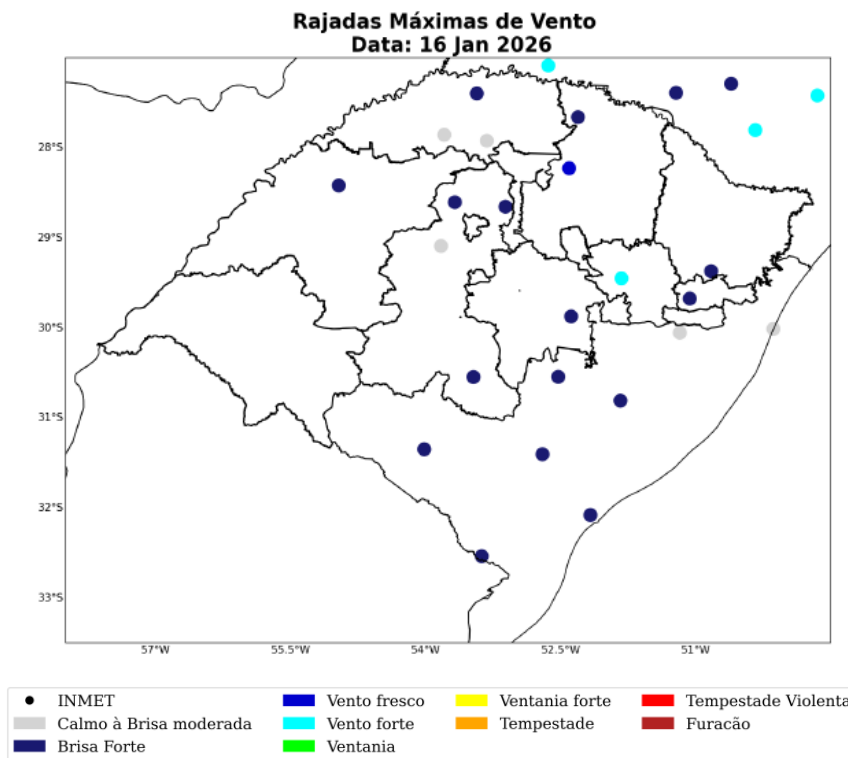 Rajadas Máximas de Vento
Data: 16 Jan 2026
28°S
29°S
30°S
31°S
32°S
33°S
57°W
55.5°W
54°W
52.5°W
51°W
INMET
Calmo à Brisa moderada
Brisa Forte
Vento fresco
Vento forte
Ventania
Ventania forte
Tempestade
Tempestade Violenta
Furacão